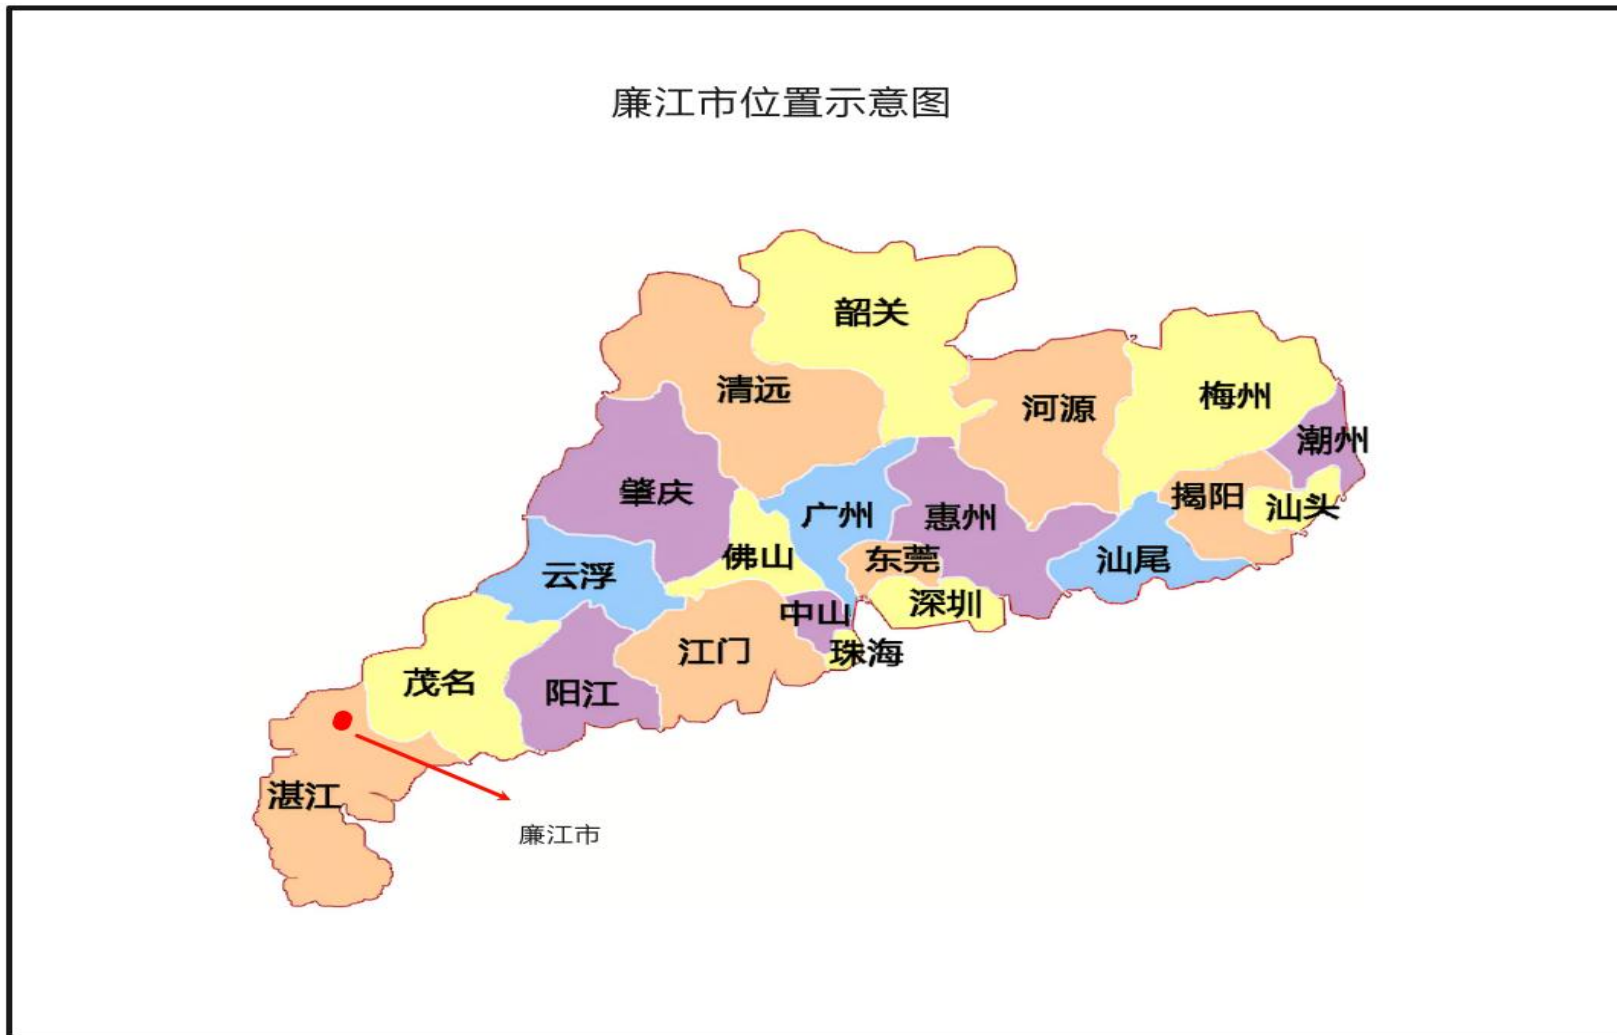 廉江市位置示意图
韶关
清远
河源
梅州
潮州
肇庆
广州
惠州
揭阳
汕头
云浮
佛山
东莞
汕尾
中山
深圳
江门
珠海
茂名
阳江
湛江
廉江市